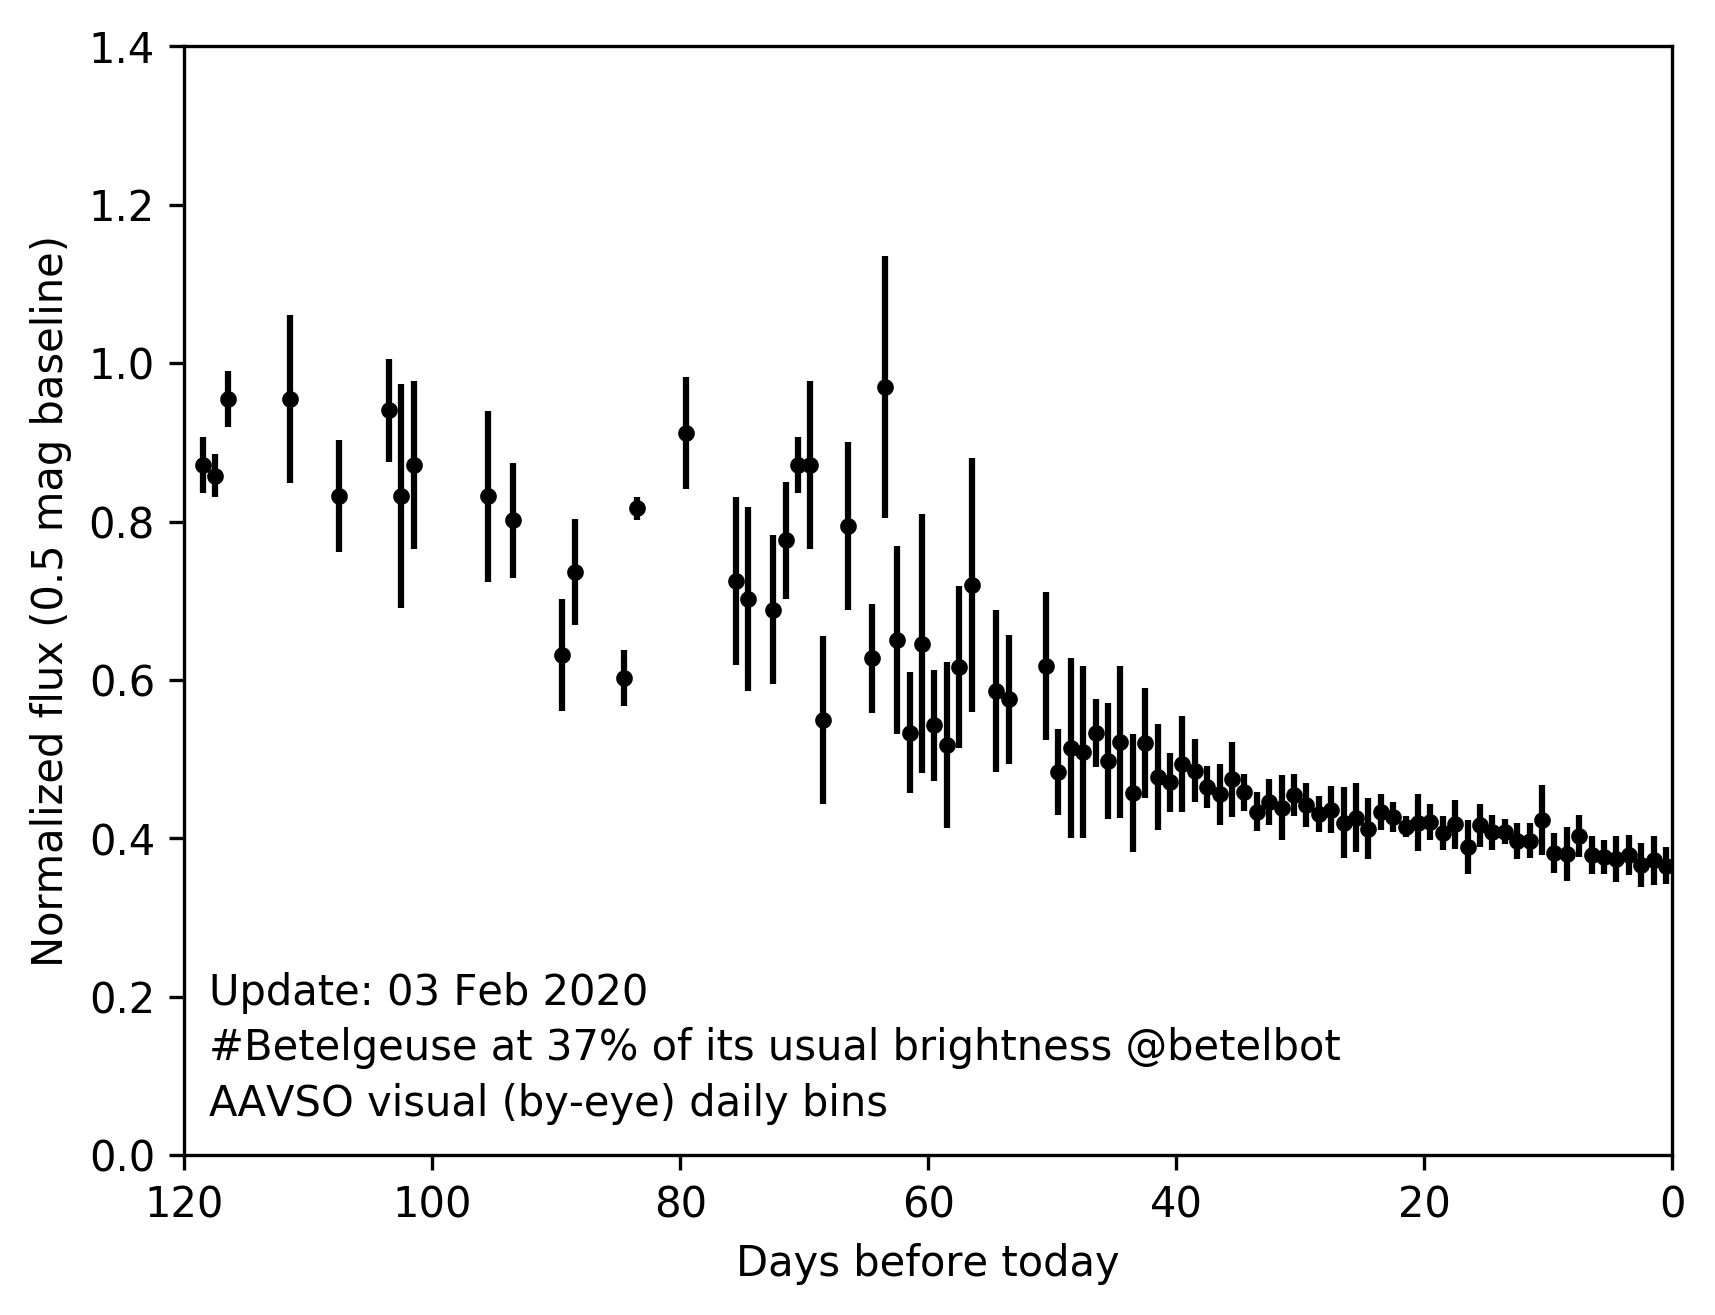 1.4
1.2
1.0
0.8
0.6
0.4
0.2
0.0
Normalized flux (0.5 mag baseline)
Update: 03 Feb 2020
#Betelgeuse at 37% of its usual brightness @betelbot
AAVSO visual (by-eye) daily bins
120 100 80 60 40 20 0
Days before today